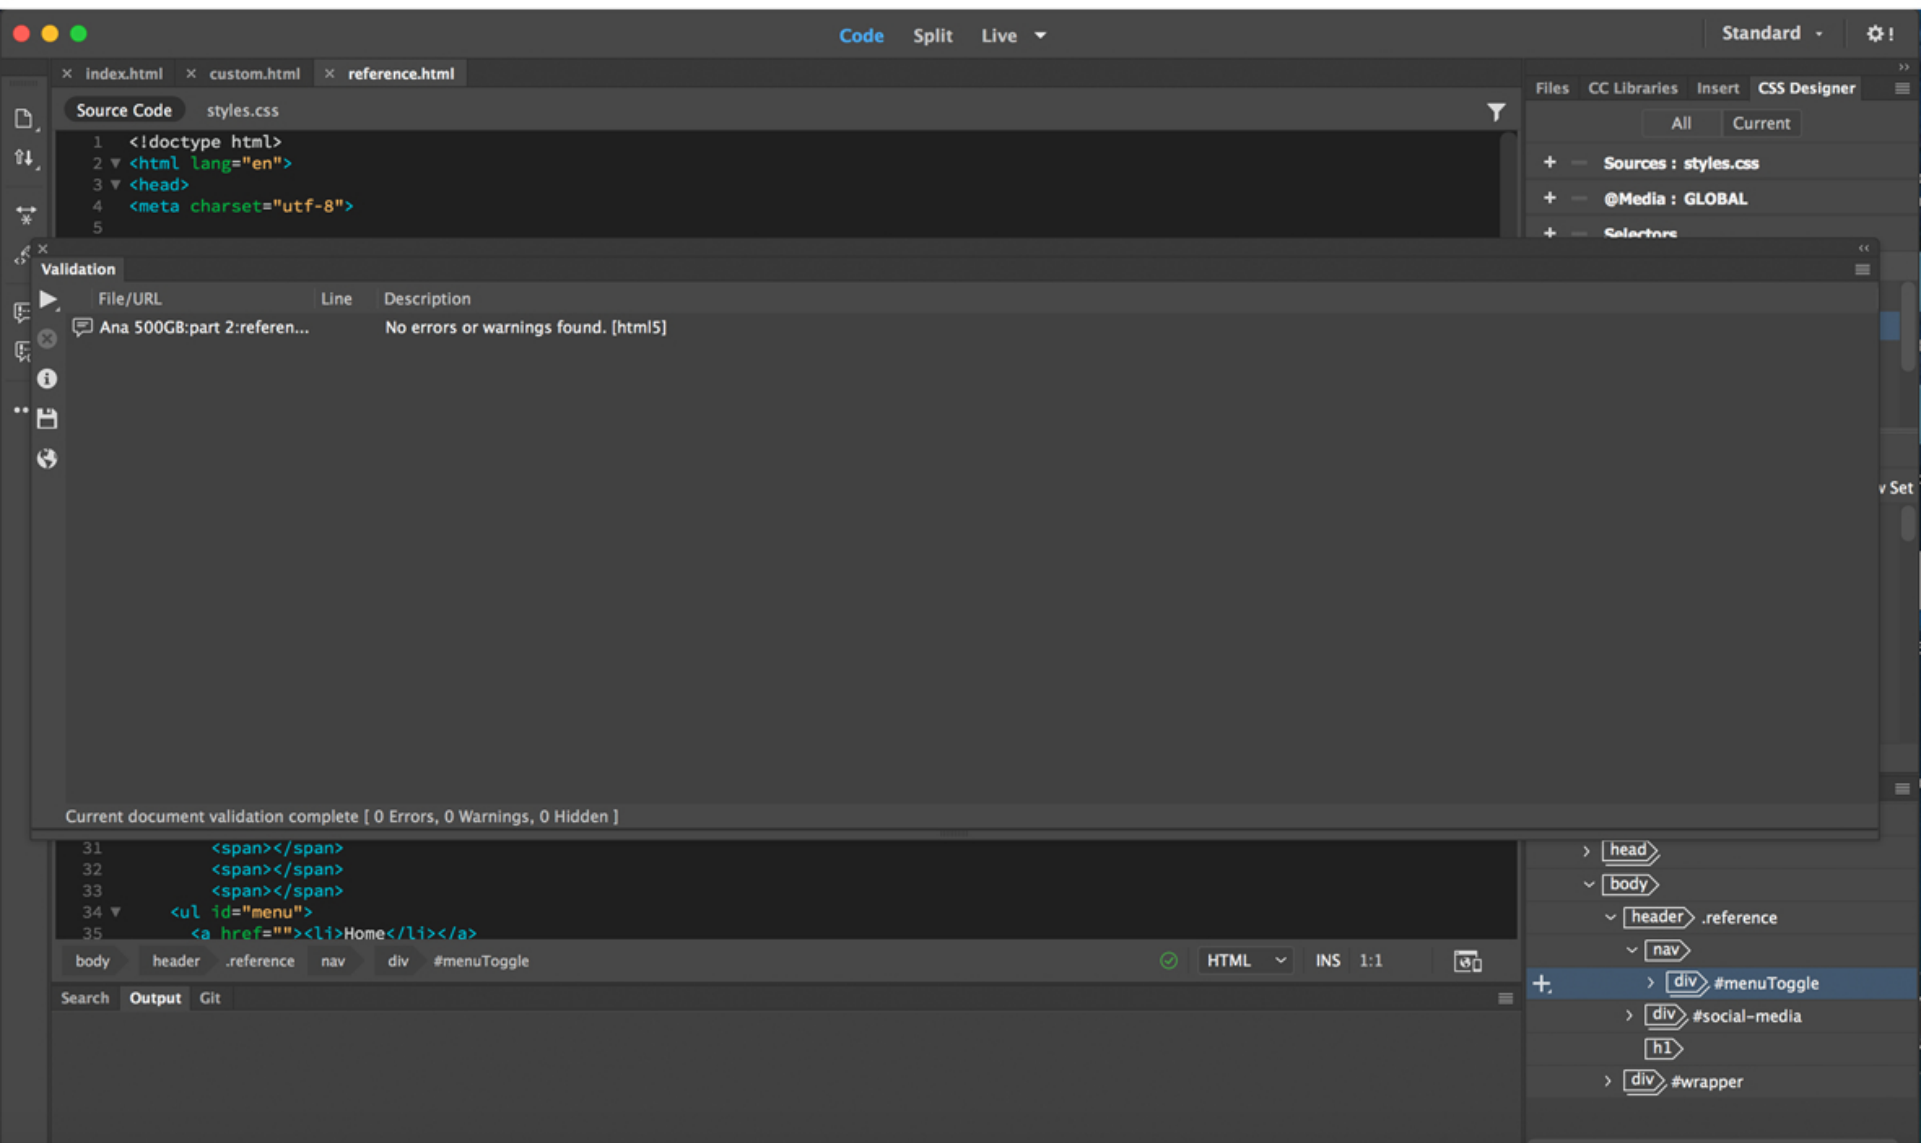 Code Split Live
Standard
index.html custom.html reference.html
Files CC Libraries Insert CSS Designer
Source Code styles.css
All Current
1 <!doctype html>
2 <html lang="en">
3 <head>
4 <meta charset="utf-8">
5
Sources : styles.css
@Media : GLOBAL
Selectors
Validation
File/URL Line Description
Ana 500GB:part 2:referen... No errors or warnings found. [html5]
Set
Current document validation complete [ 0 Errors, 0 Warnings, 0 Hidden ]
31 <span></span>
32 <span></span>
33 <span></span>
34 <ul id="menu">
35 <a href=""><li>Home</li></a>
body header .reference nav div #menuToggle
HTML INS 1:1
Search Output Git
head
body
header .reference
nav
div #menuToggle
div #social-media
h1
div #wrapper